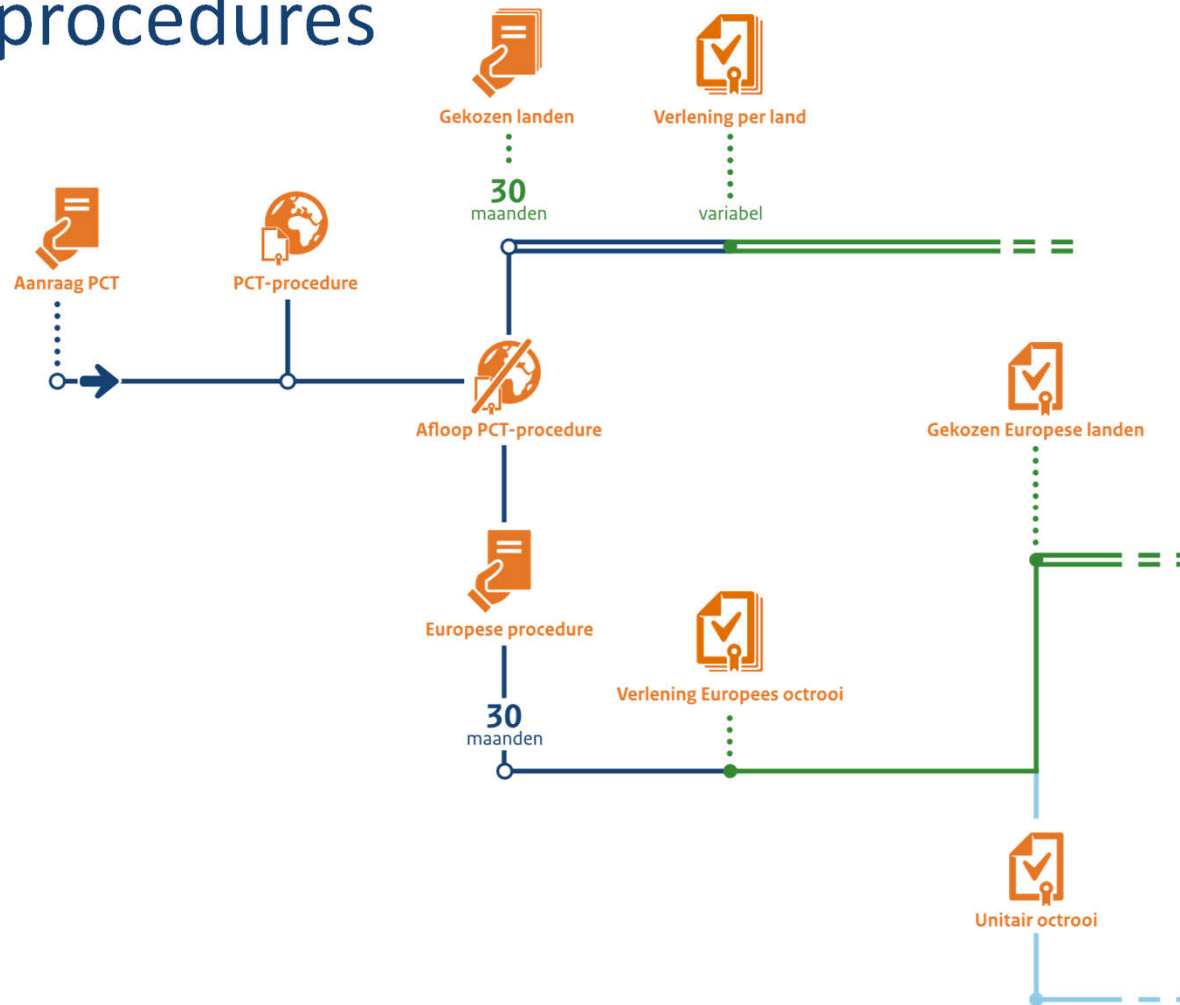 procedures
Gekozen landen
Verlening per land
30
maanden
variabel
Aanraag PCT
PCT-procedure
Afloop PCT-procedure
Gekozen Europese landen
Europese procedure
Verlening Europees octrooi
30
maanden
Unitair octrooi